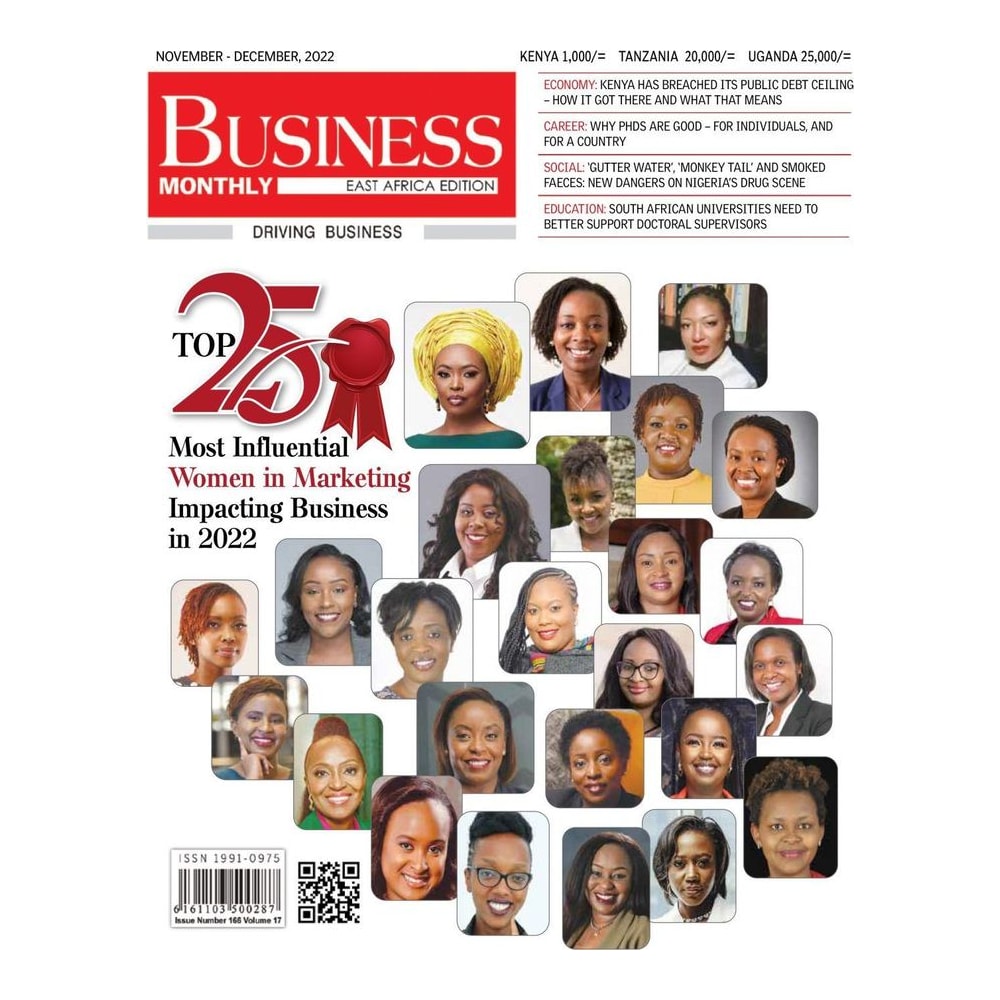 NOVEMBER - DECEMBER, 2022
KENYA 1,000/= TANZANIA 20,000/= UGANDA 25,000/=
BUSINESS
MONTHLY
EAST AFRICA EDITION
DRIVING BUSINESS
ECONOMY: KENYA HAS BREACHED ITS PUBLIC DEBT CEILING
– HOW IT GOT THERE AND WHAT THAT MEANS
CAREER: WHY PHDS ARE GOOD – FOR INDIVIDUALS, AND
FOR A COUNTRY
SOCIAL: 'GUTTER WATER', 'MONKEY TAIL' AND SMOKED
FAECES: NEW DANGERS ON NIGERIA'S DRUG SCENE
EDUCATION: SOUTH AFRICAN UNIVERSITIES NEED TO
BETTER SUPPORT DOCTORAL SUPERVISORS
TOP 25
Most Influential
Women in Marketing
Impacting Business
in 2022
ISSN 1991-0975
6 161103 500287
Issue Number 168 Volume 17